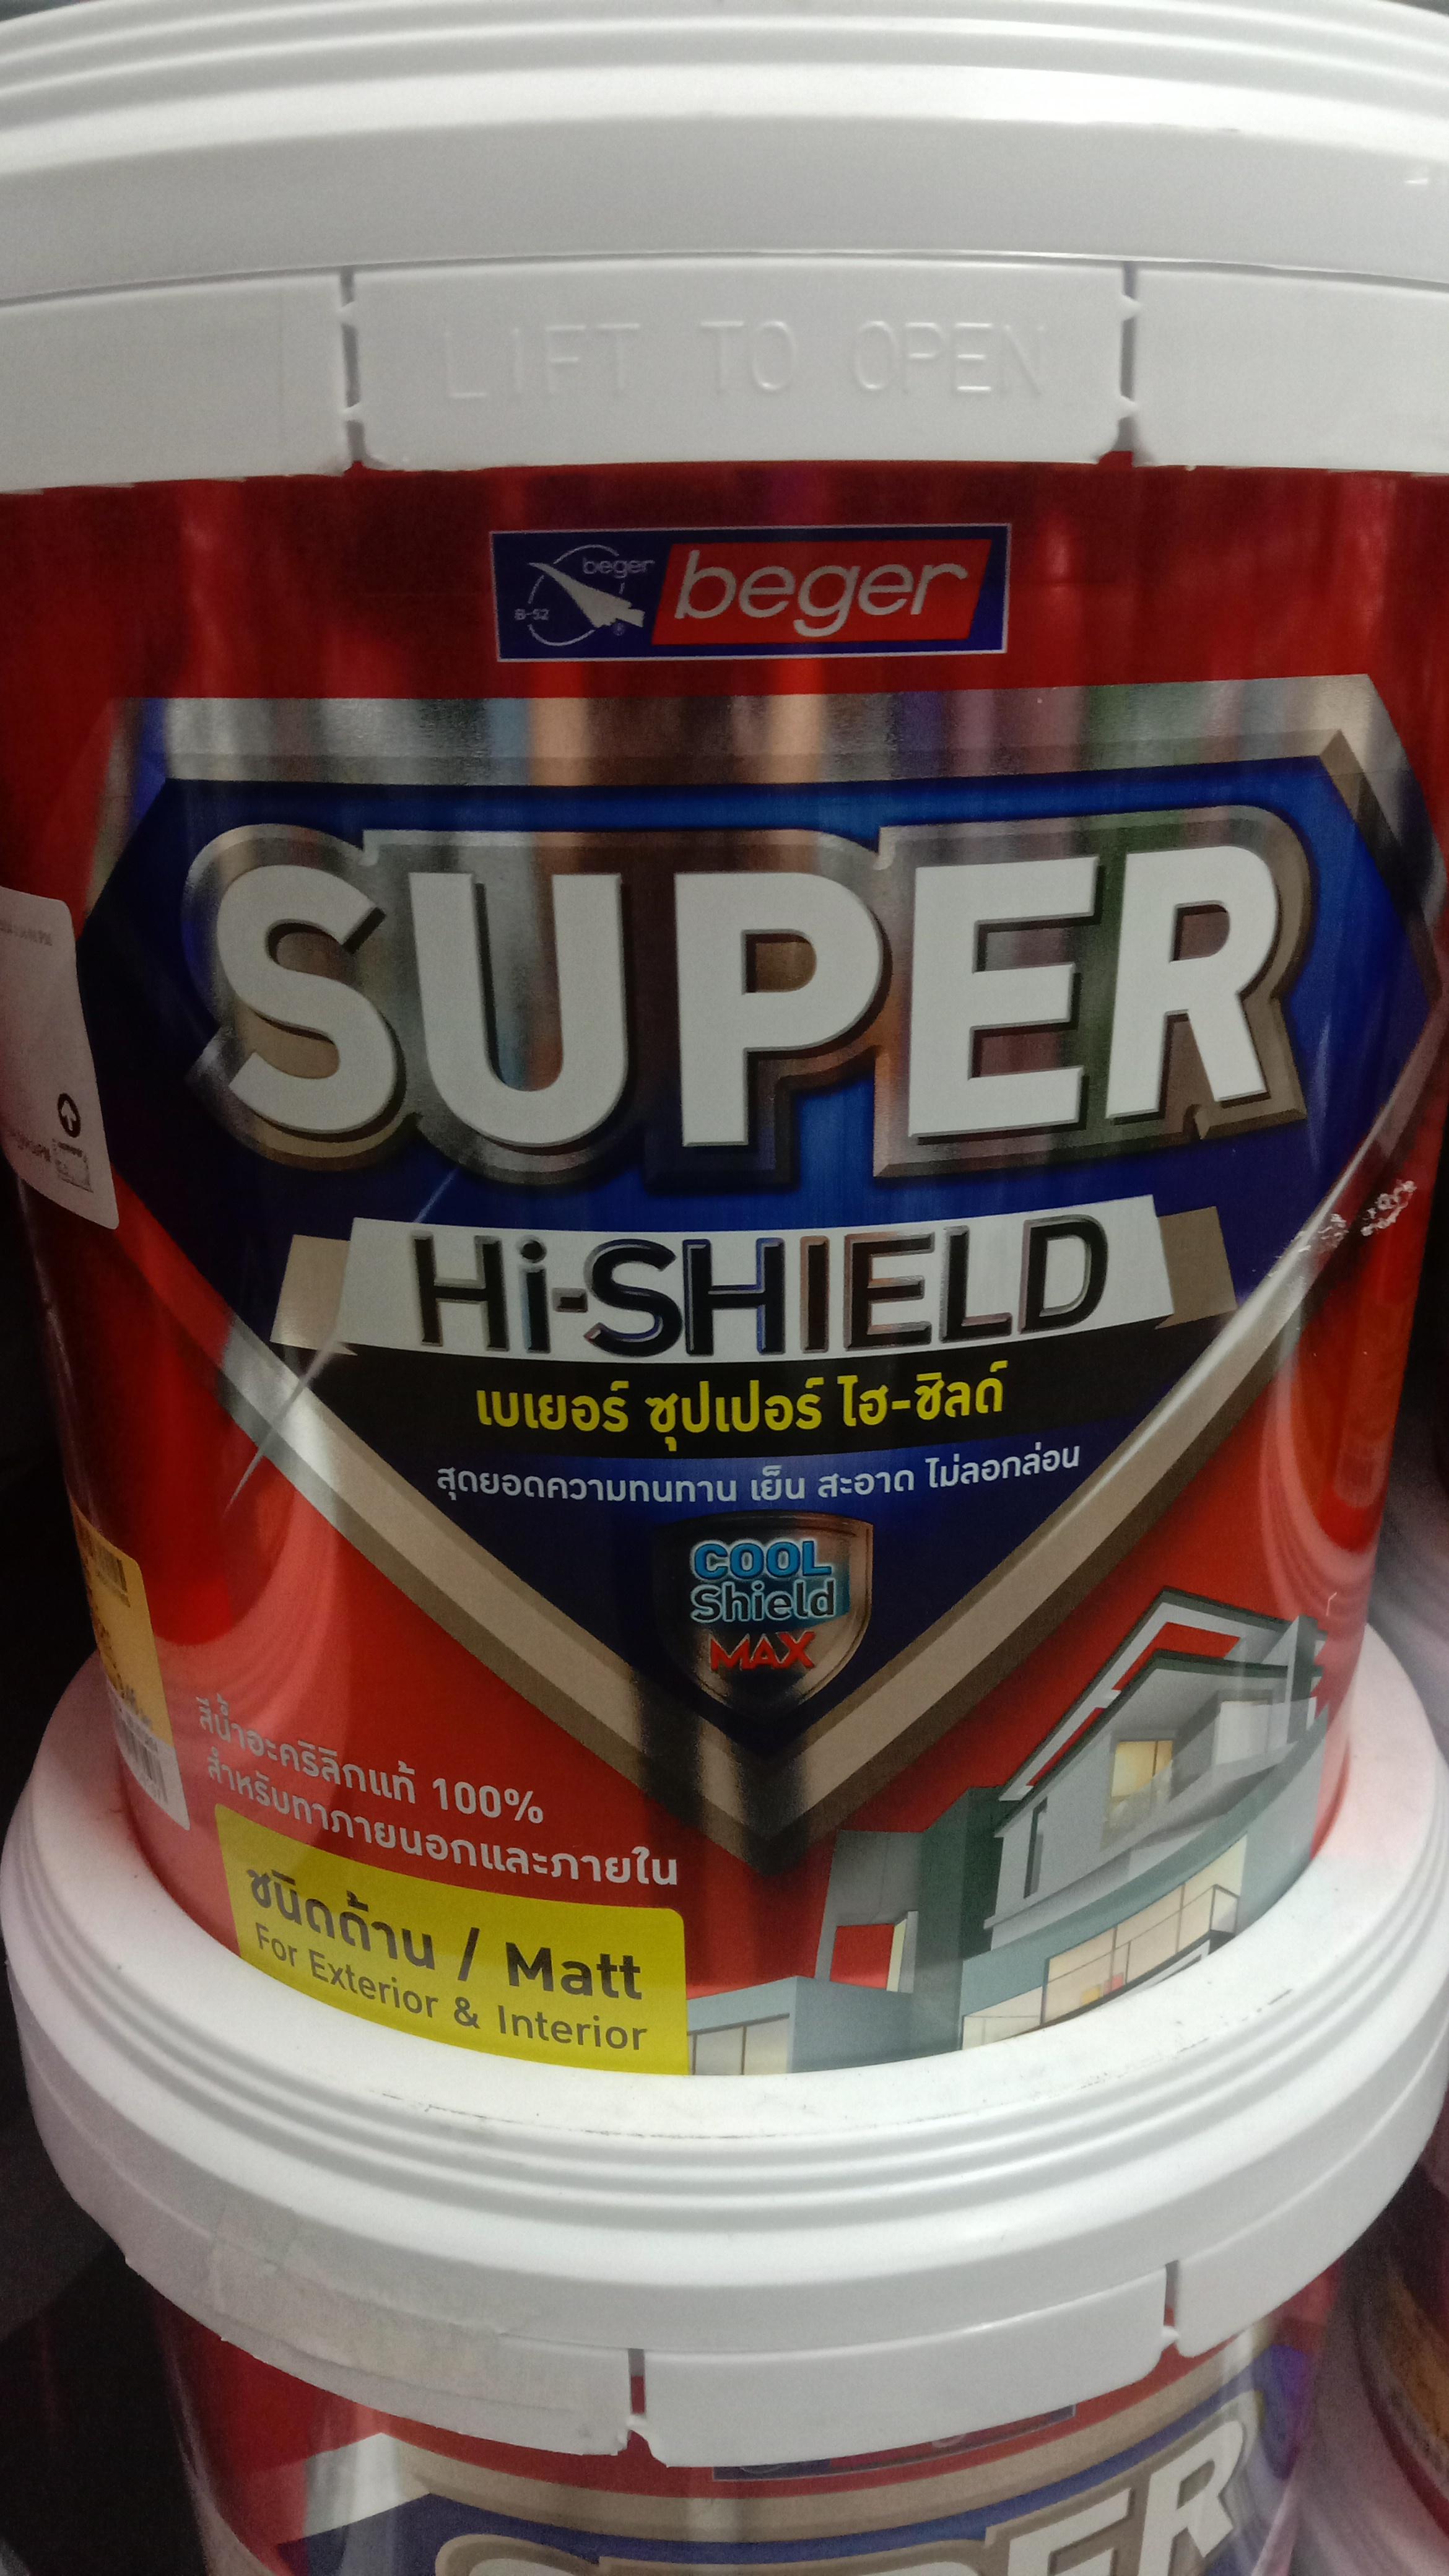 LIFT TO OPEN
beger
B-52
beger
SUPER
Hi-SHIELD
เบเยอร์ ซุปเปอร์ ไฮ-ชิลด์
สุดยอดความทนทาน เย็น สะอาด ไม่ลอกล่อน
COOL
Shield
MAX
สีน้ำอะคริลิกแท้ 100%
สำหรับทาภายนอกและภายใน
ชนิดด้าน / Matt
For Exterior & Interior
SUPER